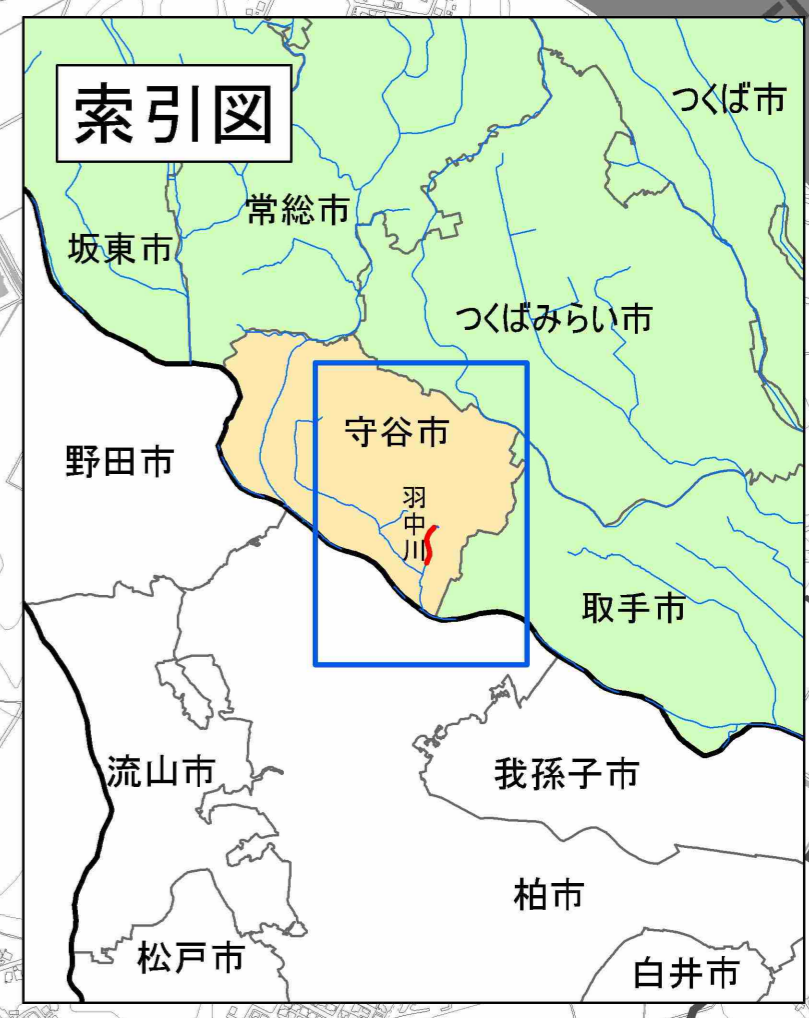 索引図
つくば市
常総市
坂東市
つくばみらい市
守谷市
野田市
羽中川
取手市
流山市
我孫子市
柏市
松戸市
白井市